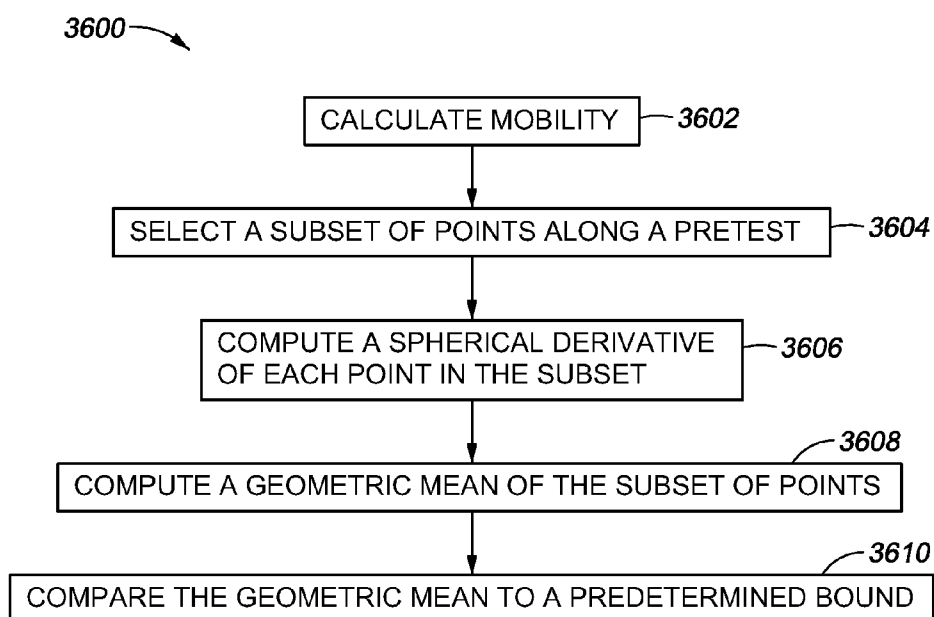 3600
CALCULATE MOBILITY
3602
SELECT A SUBSET OF POINTS ALONG A PRETEST
3604
COMPUTE A SPHERICAL DERIVATIVE
OF EACH POINT IN THE SUBSET
3606
3608
COMPUTE A GEOMETRIC MEAN OF THE SUBSET OF POINTS
3610
COMPARE THE GEOMETRIC MEAN TO A PREDETERMINED BOUND